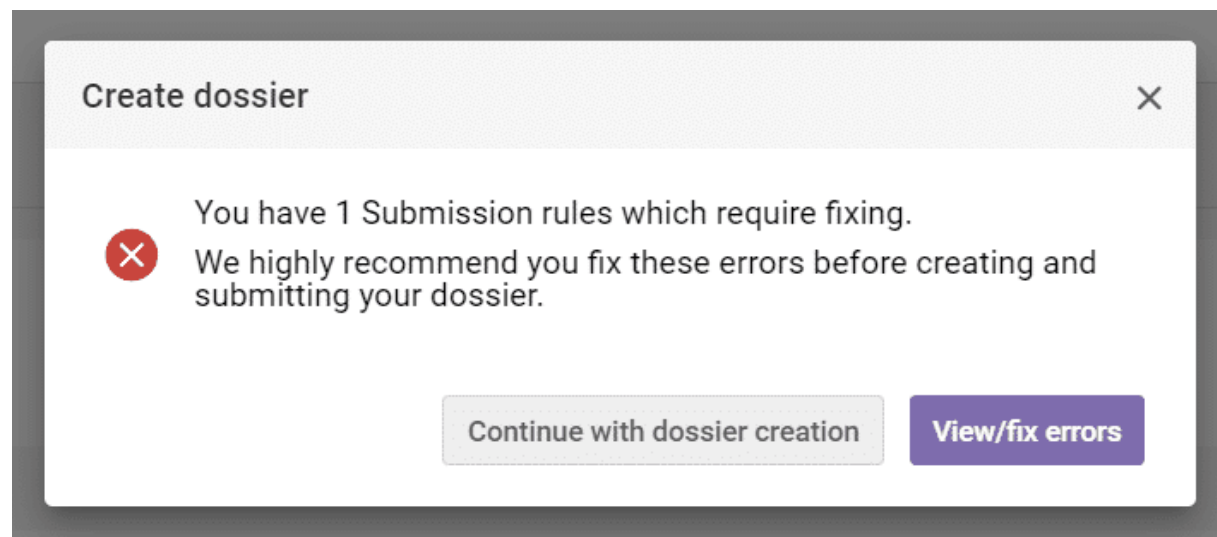 Create dossier
You have 1 Submission rules which require fixing.
We highly recommend you fix these errors before creating and
submitting your dossier.
Continue with dossier creation
View/fix errors